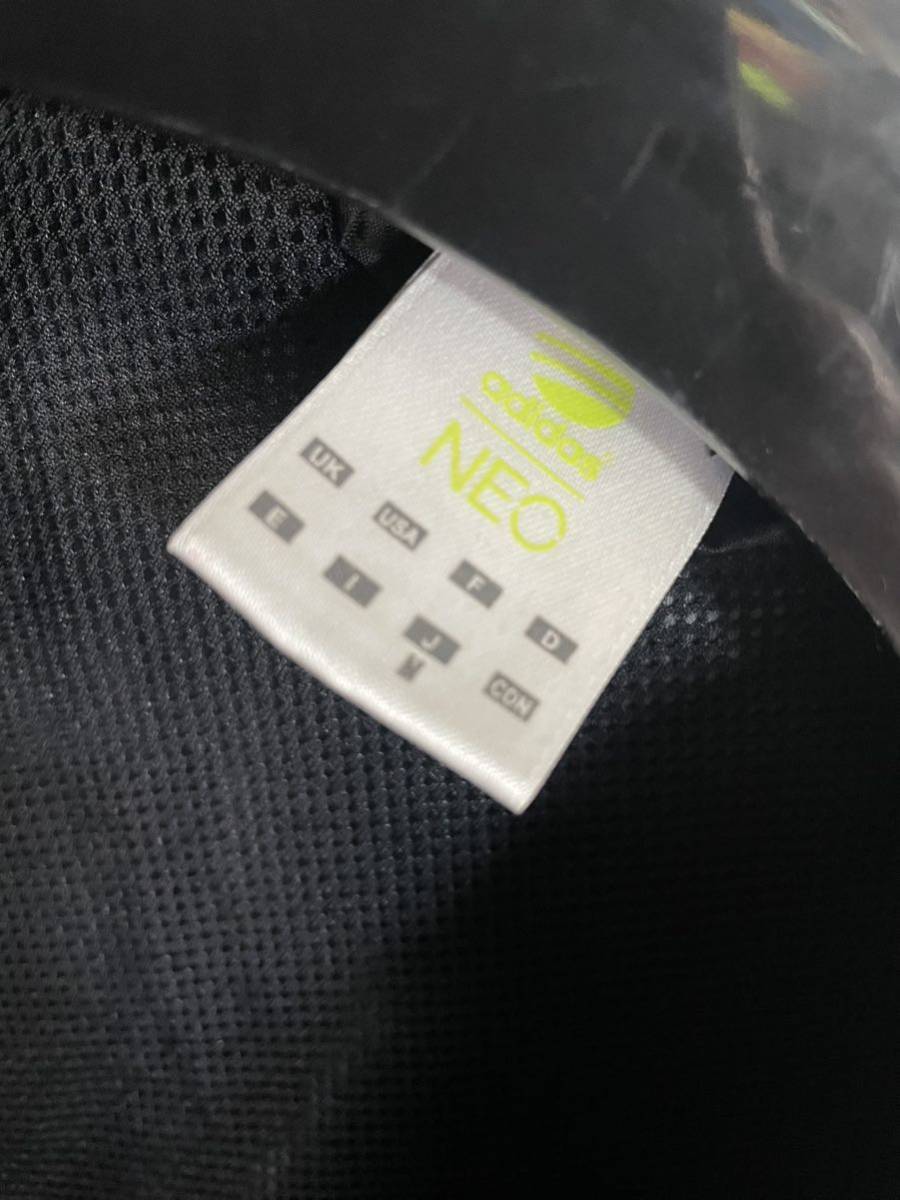 adidas
NEO
UK USA F D
E I J CON
M